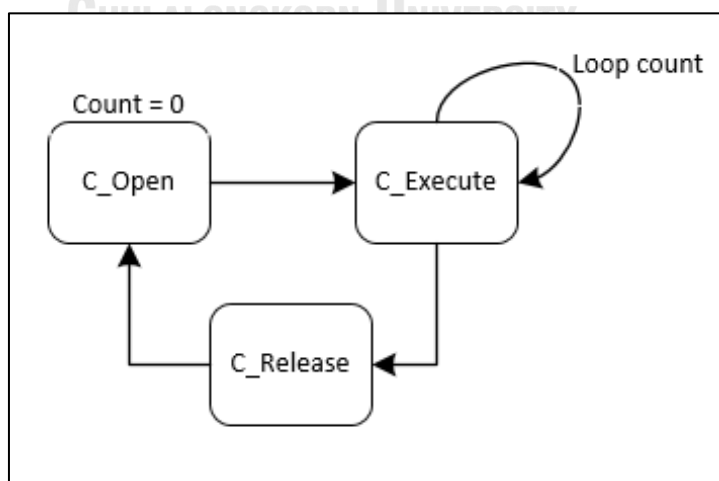 Loop count
Count = 0
C_Open
C_Execute
C_Release